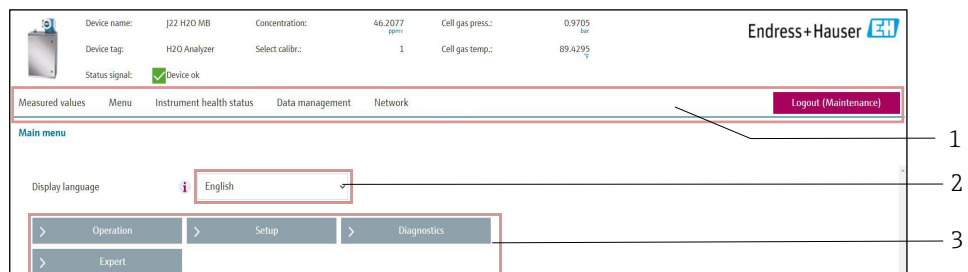 Device name: J22 H2O MB Concentration: 46.2077 Cell gas press.: 0.9705
ppmv bar
Endress+Hauser EH
Device tag: H2O Analyzer Select calibr.: 1 Cell gas temp.: 89.4295
°F
Status signal: Device ok
Measured values Menu Instrument health status Data management Network Logout (Maintenance)
1
Main menu
Display language i English 2
Operation Setup Diagnostics 3
Expert